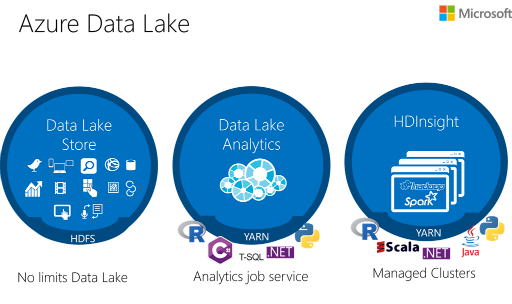 Azure Data Lake
Microsoft
Data Lake
Store
HDFS
No limits Data Lake
Data Lake
Analytics
YARN
R
C#
T-SQL
.NET
Analytics job service
HDInsight
hadoop
Spark
YARN
R
Scala
.NET
Java
Managed Clusters